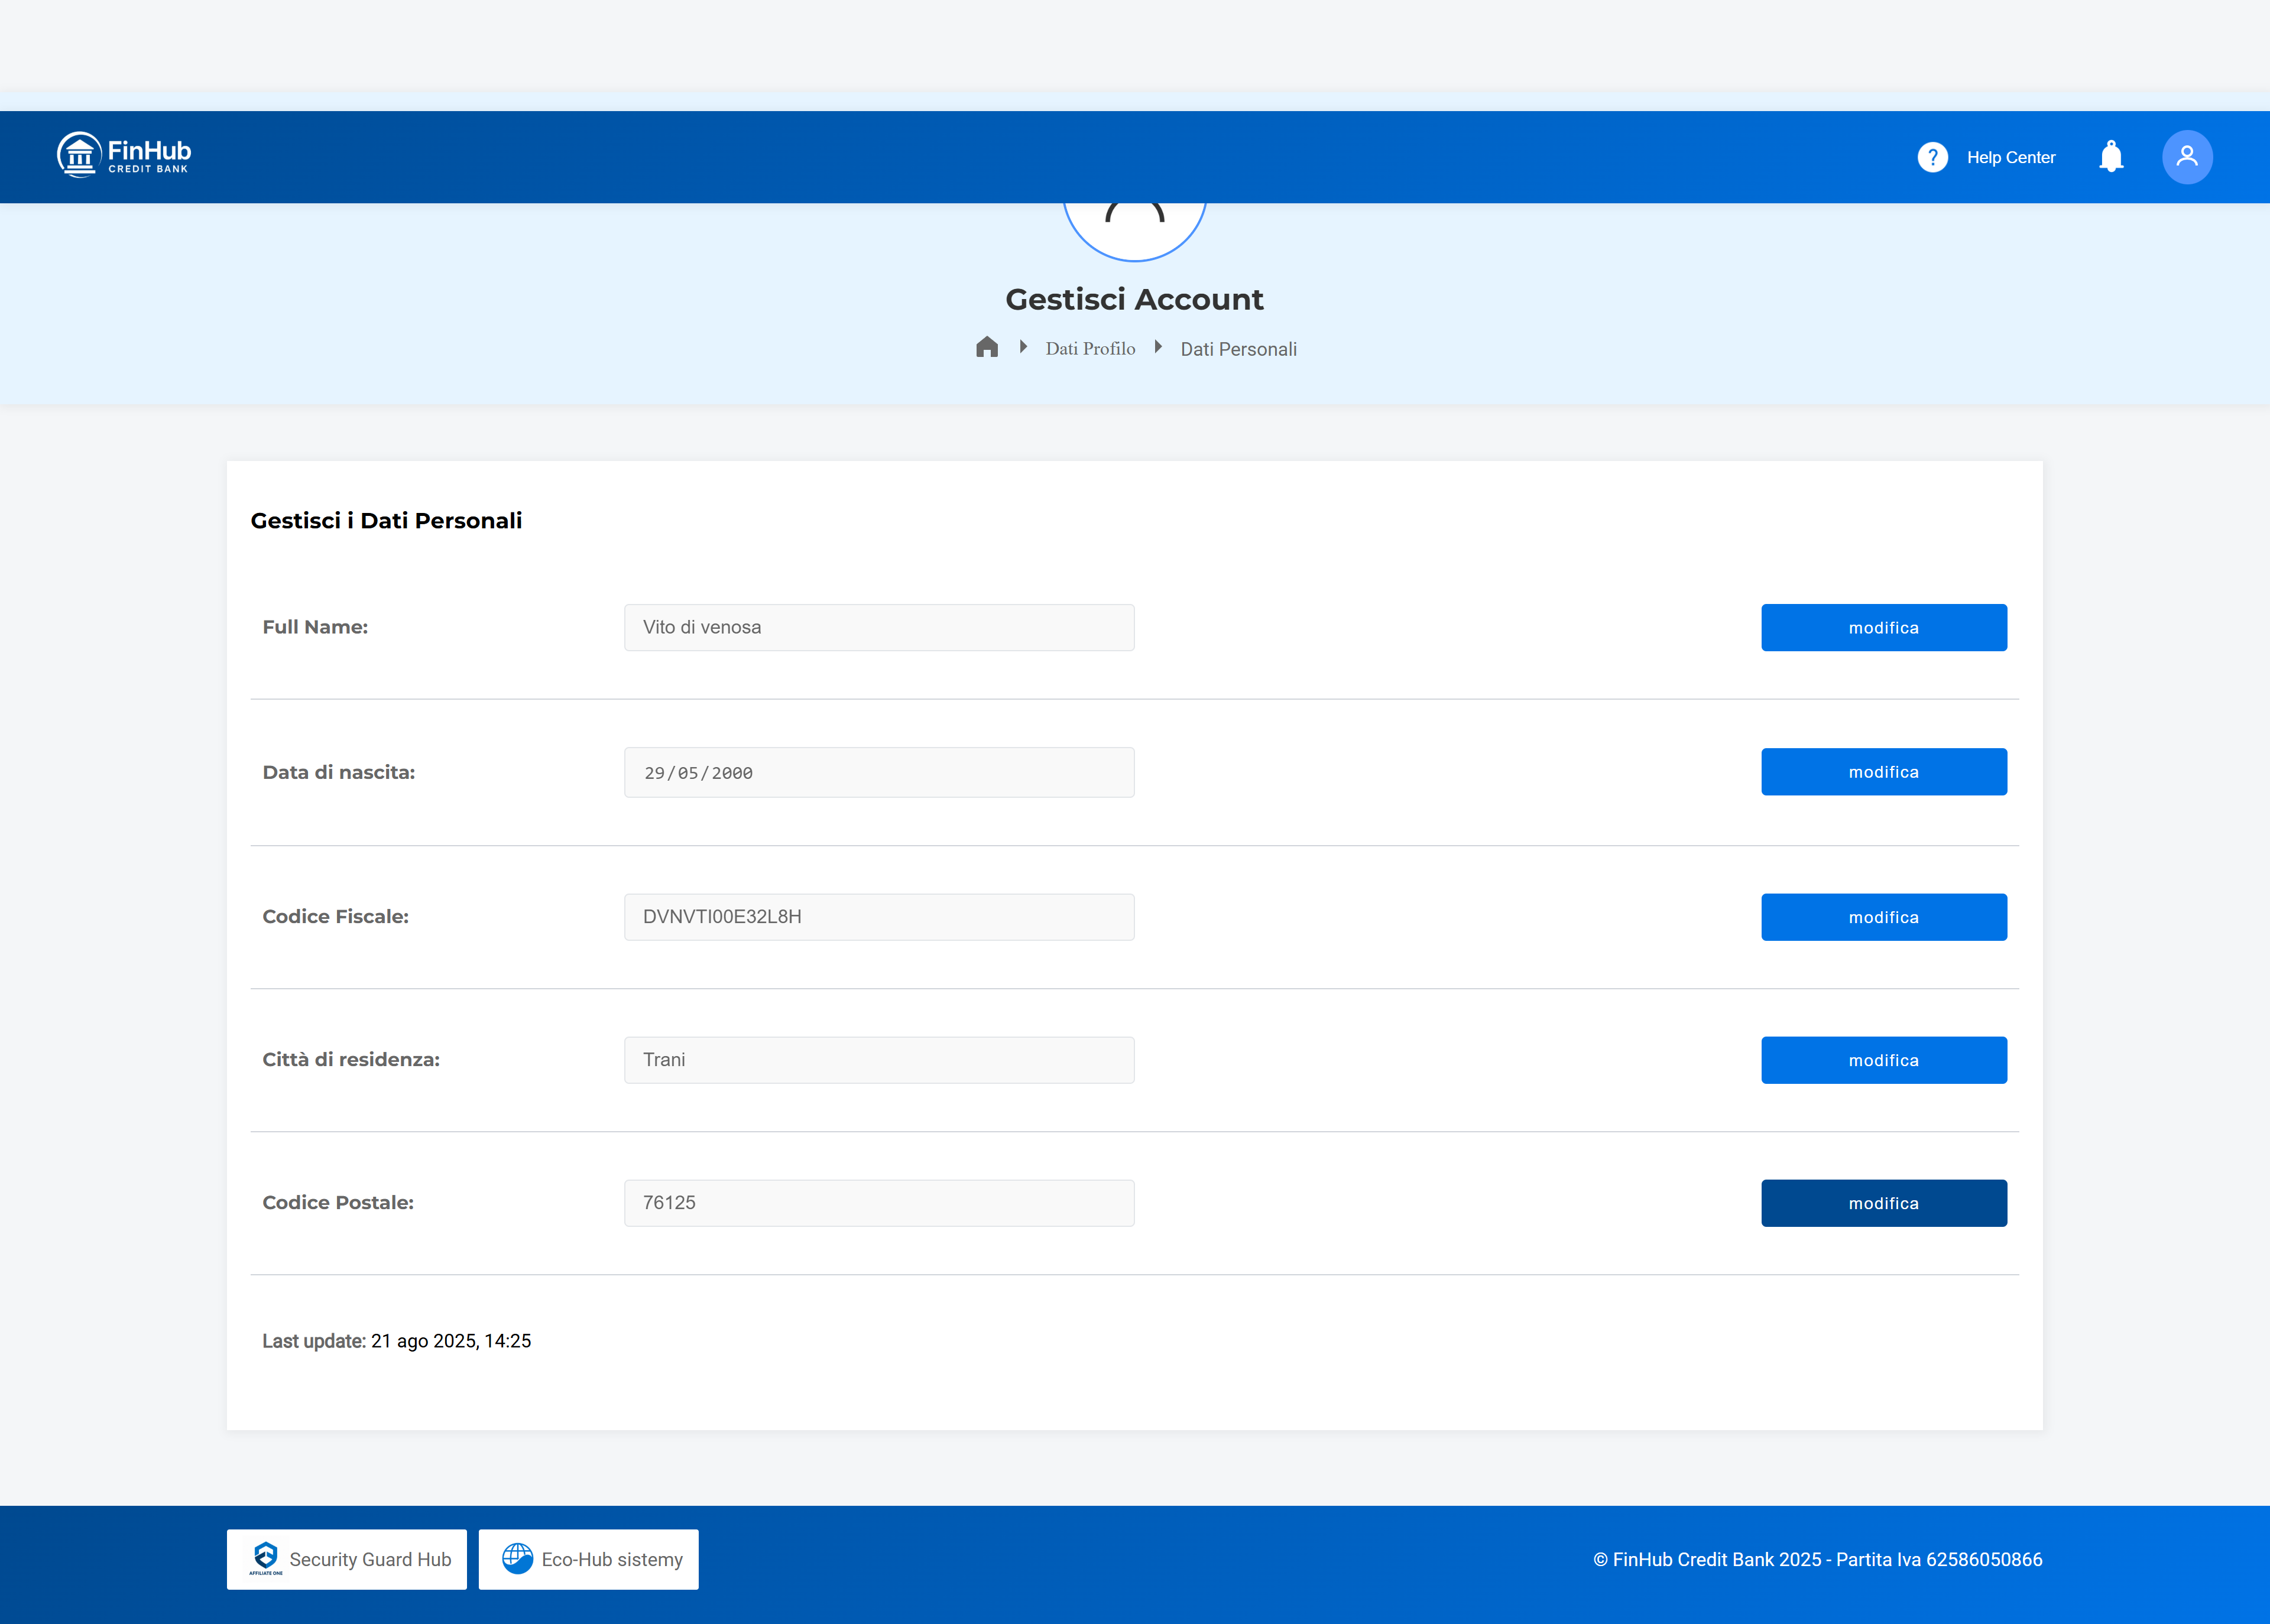 FinHub
CREDIT BANK
? Help Center
Gestisci Account
Dati Profilo Dati Personali
Gestisci i Dati Personali
Full Name: Vito di venosa modifica
Data di nascita: 29/05/2000 modifica
Codice Fiscale: DVNVTI00E32L8H modifica
Città di residenza: Trani modifica
Codice Postale: 76125 modifica
Last update: 21 ago 2025, 14:25
AFFILIATE ONE
Security Guard Hub
Eco-Hub sistemy
© FinHub Credit Bank 2025 - Partita Iva 62586050866